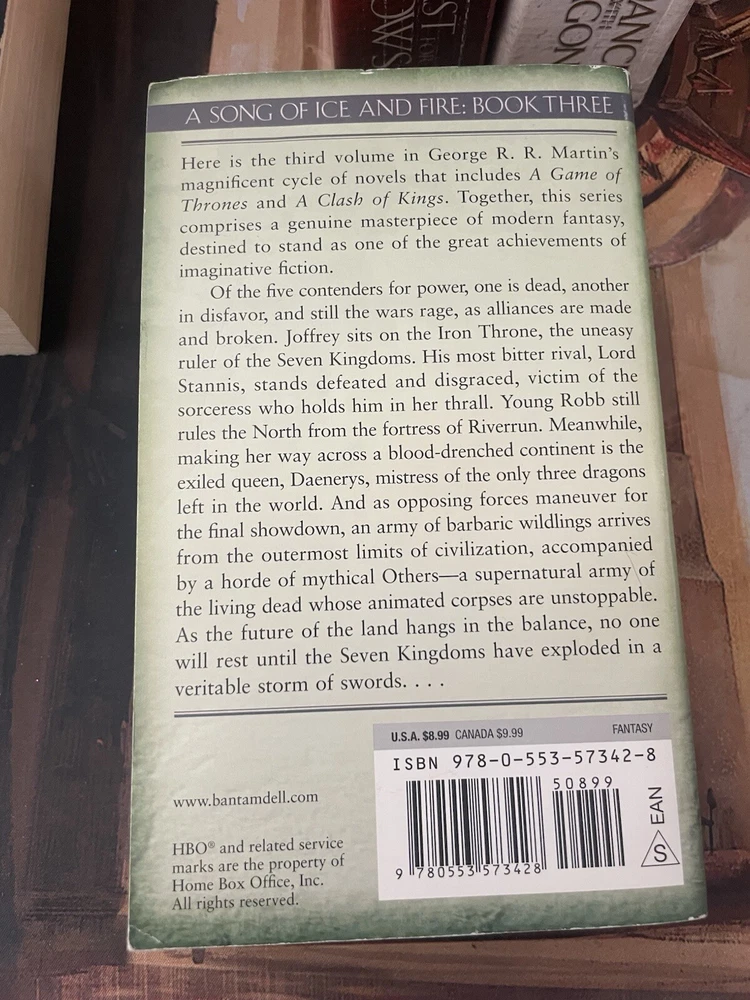 ST FOR
OWS
DANC
GON
A SONG OF ICE AND FIRE: BOOK THREE
Here is the third volume in George R. R. Martin's
magnificent cycle of novels that includes A Game of
Thrones and A Clash of Kings. Together, this series
comprises a genuine masterpiece of modern fantasy,
destined to stand as one of the great achievements of
imaginative fiction.
Of the five contenders for power, one is dead, another
in disfavor, and still the wars rage, as alliances are made
and broken. Joffrey sits on the Iron Throne, the uneasy
ruler of the Seven Kingdoms. His most bitter rival, Lord
Stannis, stands defeated and disgraced, victim of the
sorceress who holds him in her thrall. Young Robb still
rules the North from the fortress of Riverrun. Meanwhile,
making her way across a blood-drenched continent is the
exiled queen, Daenerys, mistress of the only three dragons
left in the world. And as opposing forces maneuver for
the final showdown, an army of barbaric wildlings arrives
from the outermost limits of civilization, accompanied
by a horde of mythical Others—a supernatural army of
the living dead whose animated corpses are unstoppable.
As the future of the land hangs in the balance, no one
will rest until the Seven Kingdoms have exploded in a
veritable storm of swords. . . .
U.S.A. $8.99 CANADA $9.99 FANTASY
ISBN 978-0-553-57342-8
50899
9 780553 573428
S EAN
www.bantamdell.com
HBO® and related service
marks are the property of
Home Box Office, Inc.
All rights reserved.